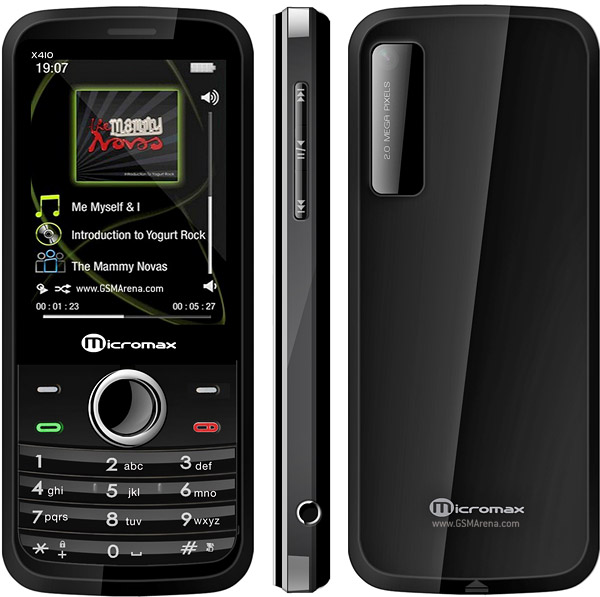 X410
19:07
the mammy
Novas
Introduction to Yogurt Rock
Me Myself & I
Introduction to Yogurt Rock
The Mammy Novas
www.GSMArena.com
00 : 01 : 23
00 : 05 : 27
micromax
1
2 abc
3 def
4 ghi
5 jkl
6 mno
7 pqrs
8 tuv
9 wxyz
*
0
#
2.0 MEGA PIXELS
micromax
www.GSMArena.com